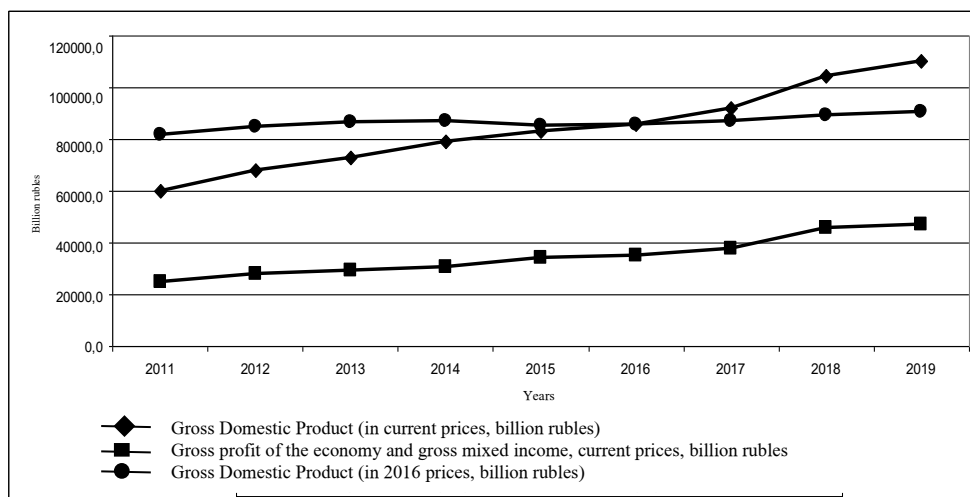 120000,0
100000,0
80000,0
60000,0
40000,0
20000,0
0,0
Billion rubles
2011 2012 2013 2014 2015 2016 2017 2018 2019
Years
Gross Domestic Product (in current prices, billion rubles)
Gross profit of the economy and gross mixed income, current prices, billion rubles
Gross Domestic Product (in 2016 prices, billion rubles)